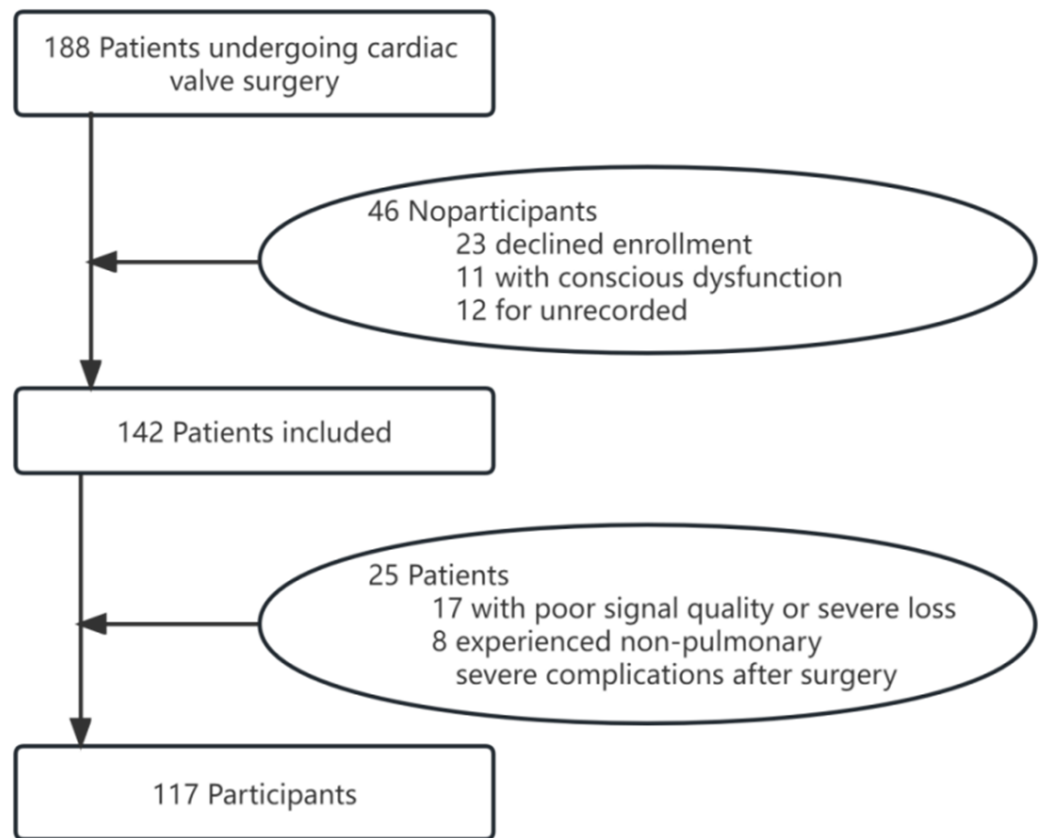 188 Patients undergoing cardiac
valve surgery
46 Noparticipants
23 declined enrollment
11 with conscious dysfunction
12 for unrecorded
142 Patients included
25 Patients
17 with poor signal quality or severe loss
8 experienced non-pulmonary
severe complications after surgery
117 Participants